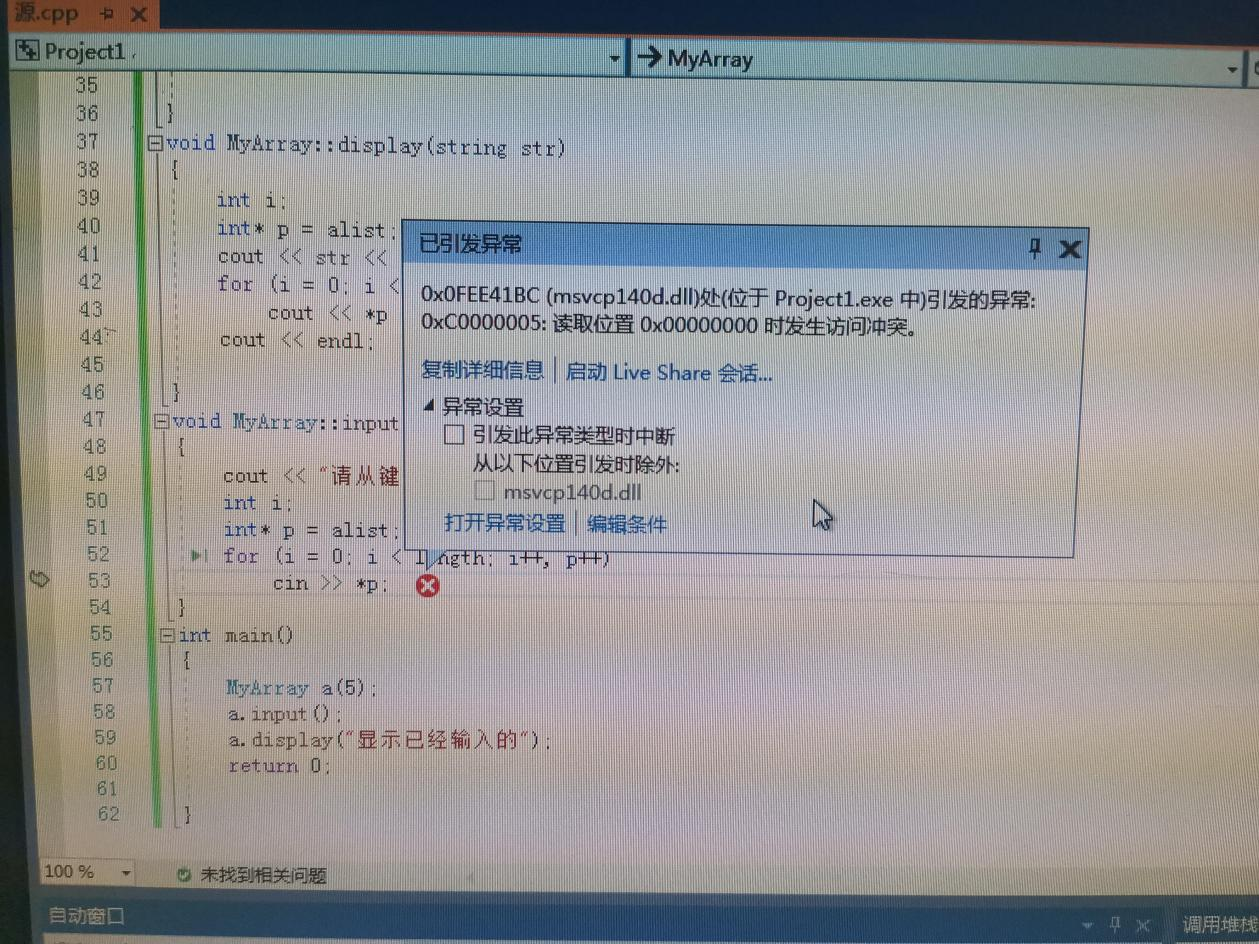 源.cpp
Project1
MyArray
35
36 }
37 void MyArray::display(string str)
38 {
39 int i;
40 int* p = alist;
41 cout << str <<
42 for (i = 0; i <
43 cout << *p
44 cout << endl;
45
46 }
47 void MyArray::input
48 {
49 cout << "请从键
50 int i;
51 int* p = alist;
52 for (i = 0; i < length; i++, p++)
53 cin >> *p;
54 }
55 int main()
56 {
57 MyArray a(5);
58 a.input();
59 a.display("显示已经输入的");
60 return 0;
61
62 }
已引发异常
0x0FEE41BC (msvcp140d.dll)处(位于 Project1.exe 中)引发的异常:
0xC0000005: 读取位置 0x00000000 时发生访问冲突。
复制详细信息 | 启动 Live Share 会话...
异常设置
引发此异常类型时中断
从以下位置引发时除外:
msvcp140d.dll
打开异常设置 | 编辑条件
100 %
未找到相关问题
自动窗口
调用堆栈